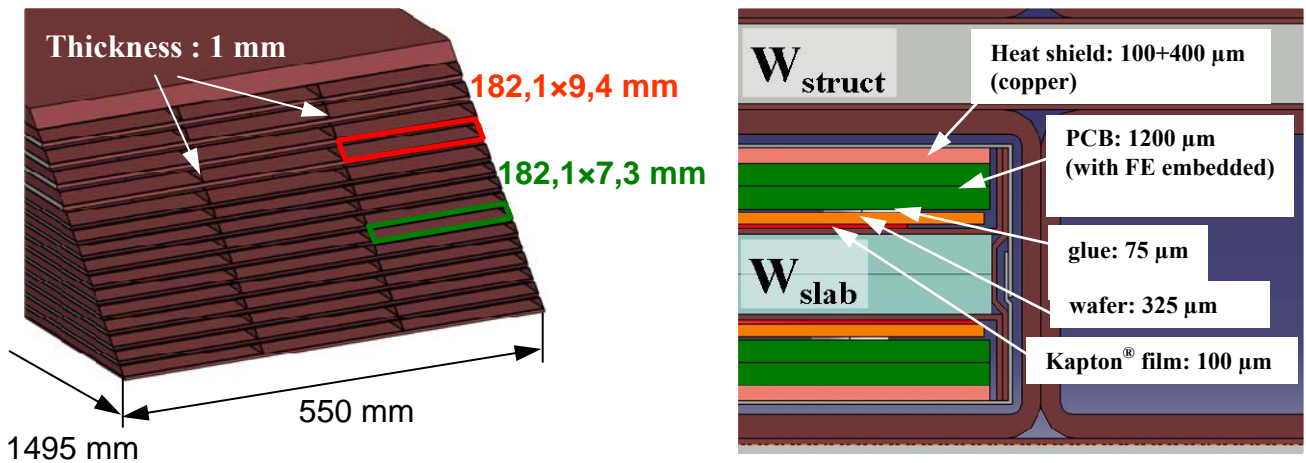 Thickness : 1 mm
182,1×9,4 mm
182,1×7,3 mm
550 mm
1495 mm
W struct
Heat shield: 100+400 µm
(copper)
PCB: 1200 µm
(with FE embedded)
glue: 75 µm
W slab
wafer: 325 µm
Kapton® film: 100 µm